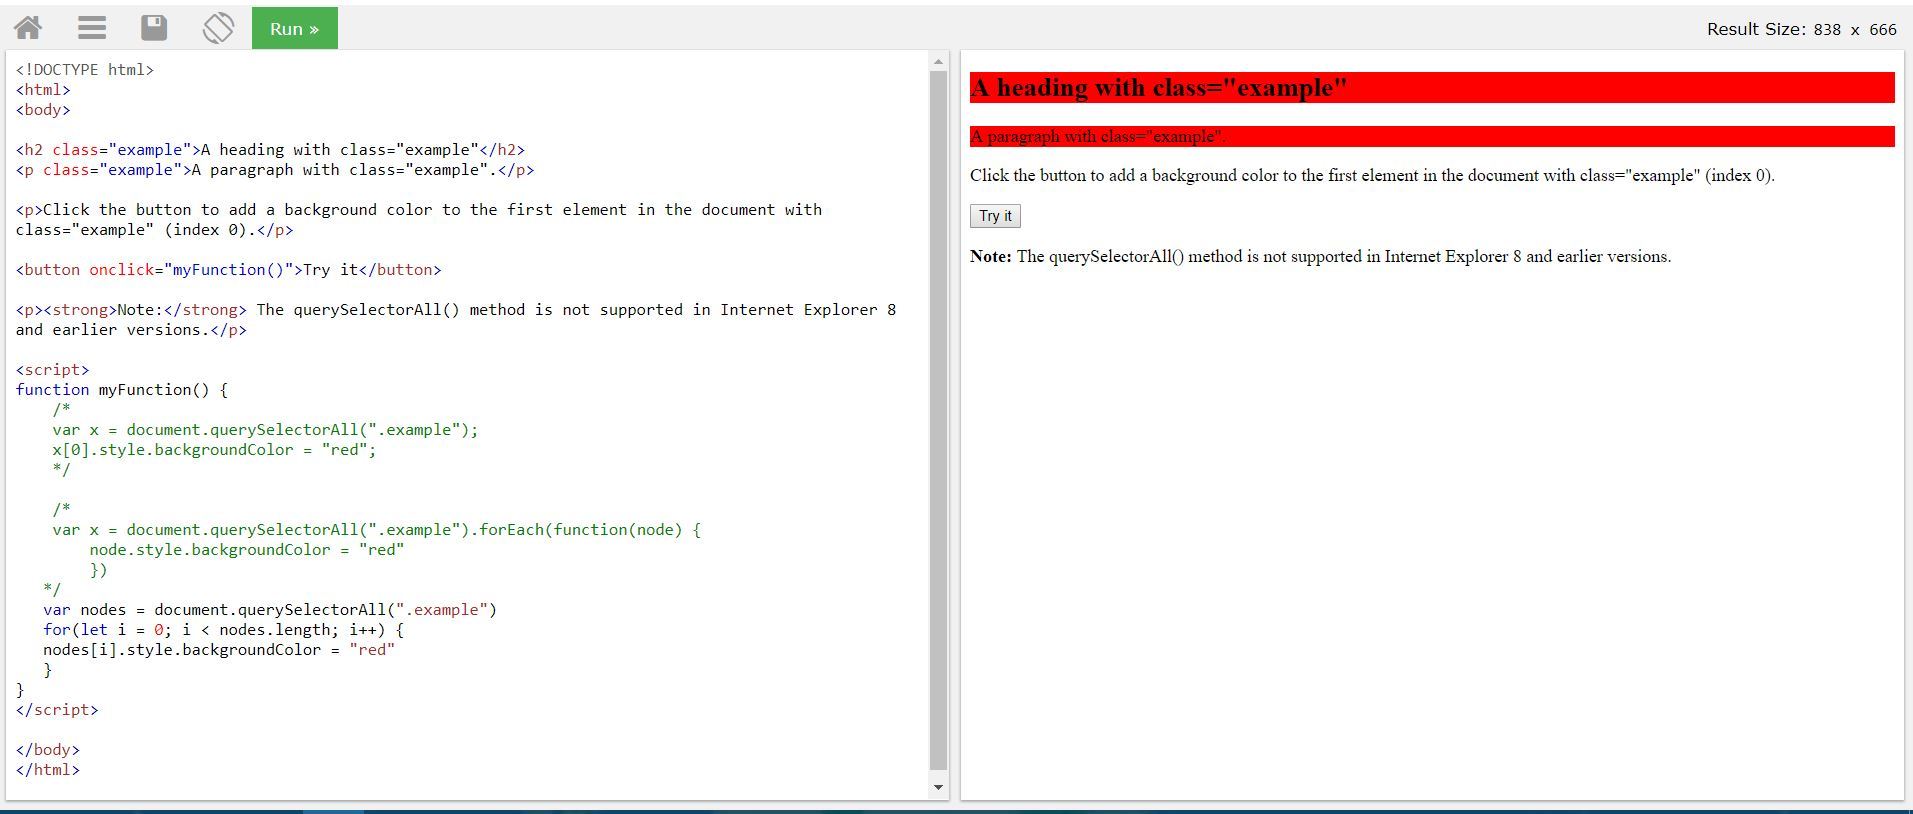 Run »
Result Size: 838 x 666
<!DOCTYPE html>
<html>
<body>
<h2 class="example">A heading with class="example"</h2>
<p class="example">A paragraph with class="example".</p>
<p>Click the button to add a background color to the first element in the document with
class="example" (index 0).</p>
<button onclick="myFunction()">Try it</button>
<p><strong>Note:</strong> The querySelectorAll() method is not supported in Internet Explorer 8
and earlier versions.</p>
<script>
function myFunction() {
    /*
    var x = document.querySelectorAll(".example");
    x[0].style.backgroundColor = "red";
    */
    /*
    var x = document.querySelectorAll(".example").forEach(function(node) {
        node.style.backgroundColor = "red"
        })
   */
   var nodes = document.querySelectorAll(".example")
   for(let i = 0; i < nodes.length; i++) {
   nodes[i].style.backgroundColor = "red"
   }
}
</script>
</body>
</html>
A heading with class="example"
A paragraph with class="example".
Click the button to add a background color to the first element in the document with class="example" (index 0).
Try it
Note: The querySelectorAll() method is not supported in Internet Explorer 8 and earlier versions.